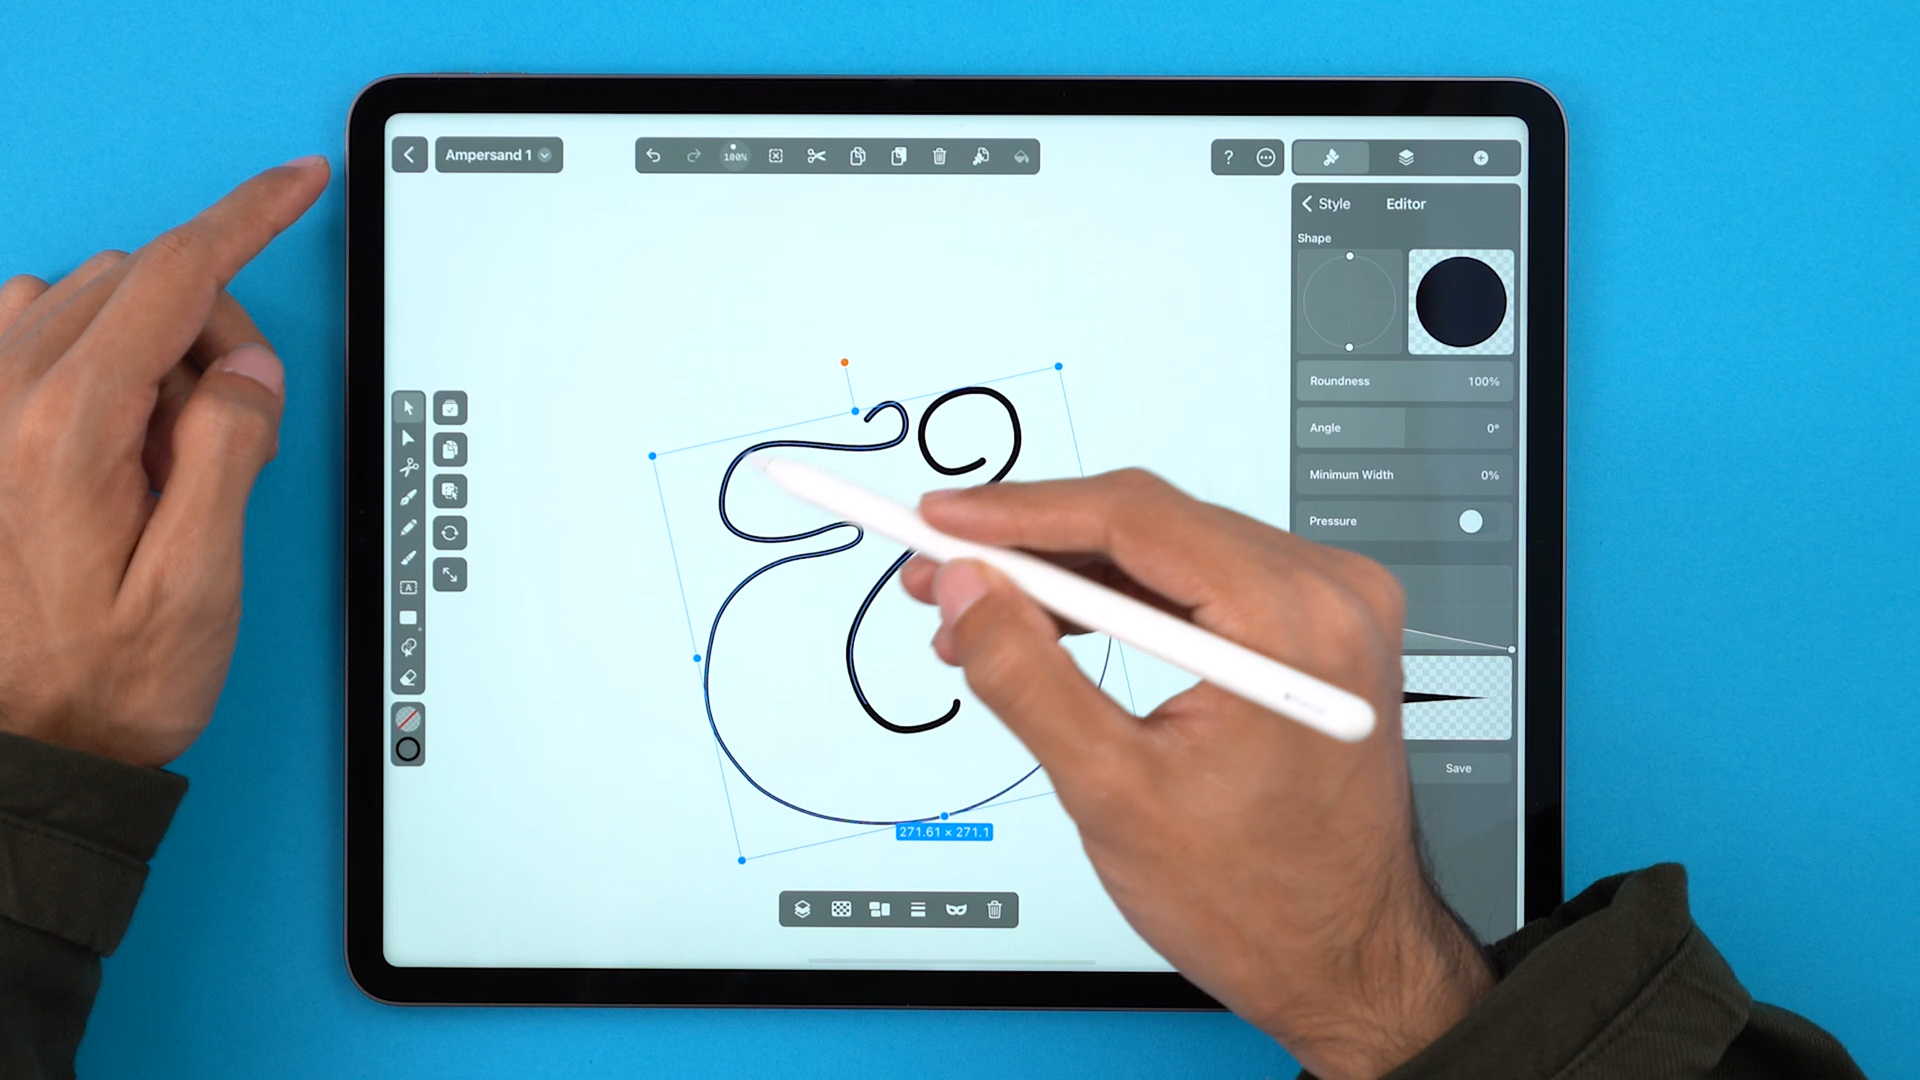 Ampersand 1
100%
?
Style
Editor
Shape
Roundness 100%
Angle 0°
Minimum Width 0%
Pressure
A
271.61 × 271.1
Save